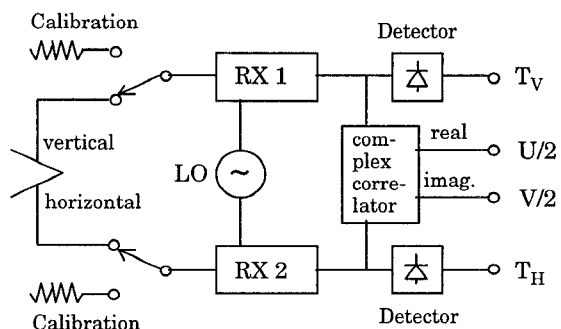 Calibration
Detector
RX 1
T_V
vertical
com-
plex
corre-
lator
real
U/2
LO
~
imag.
V/2
horizontal
RX 2
T_H
Calibration
Detector